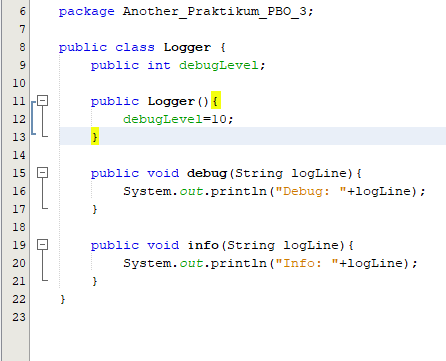 6 package Another_Praktikum_PBO_3;
7
8 public class Logger {
9     public int debugLevel;
10
11     public Logger(){
12         debugLevel=10;
13     }
14
15     public void debug(String logLine){
16         System.out.println("Debug: "+logLine);
17     }
18
19     public void info(String logLine){
20         System.out.println("Info: "+logLine);
21     }
22 }
23